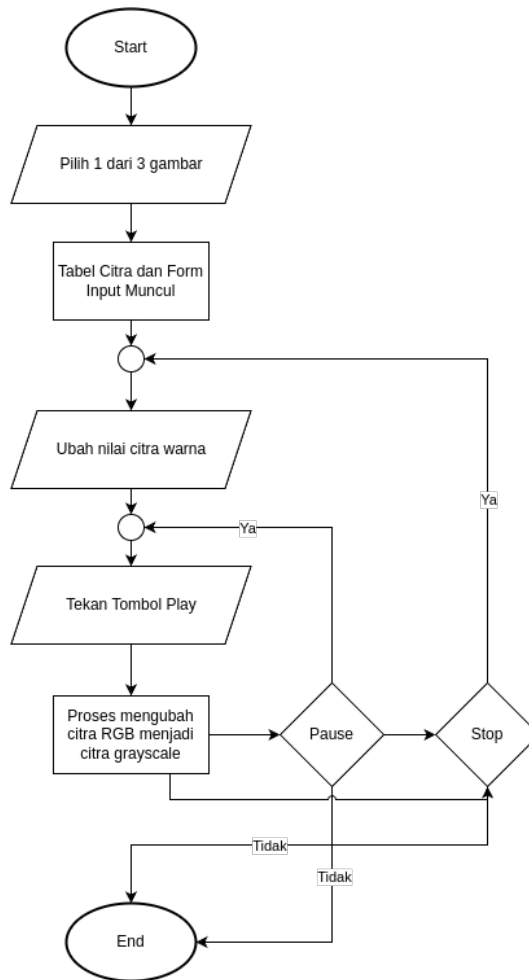 Start
Pilih 1 dari 3 gambar
Tabel Citra dan Form
Input Muncul
Ubah nilai citra warna
Ya
Ya
Tekan Tombol Play
Proses mengubah
citra RGB menjadi
citra grayscale
Pause
Stop
Tidak
Tidak
End